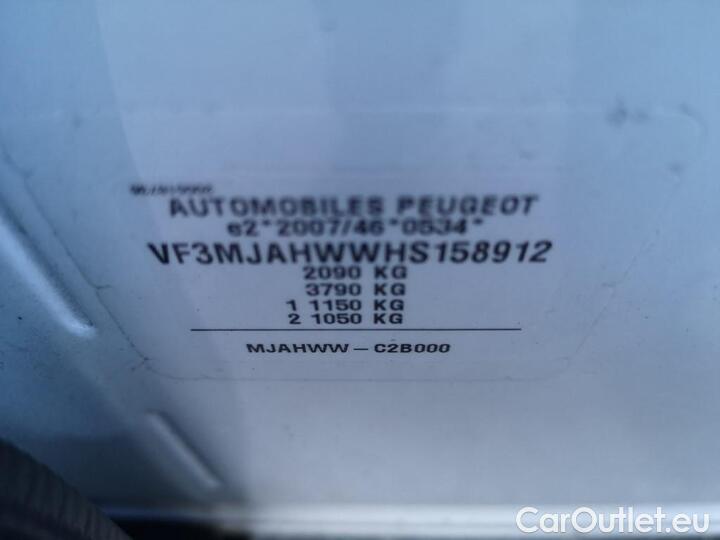 AUTOMOBILES PEUGEOT
e2*2007/46*0534*
VF3MJAHWWHS158912
2090 KG
3790 KG
1 1150 KG
2 1050 KG
MJAHWW – C2B000
CarOutlet.eu